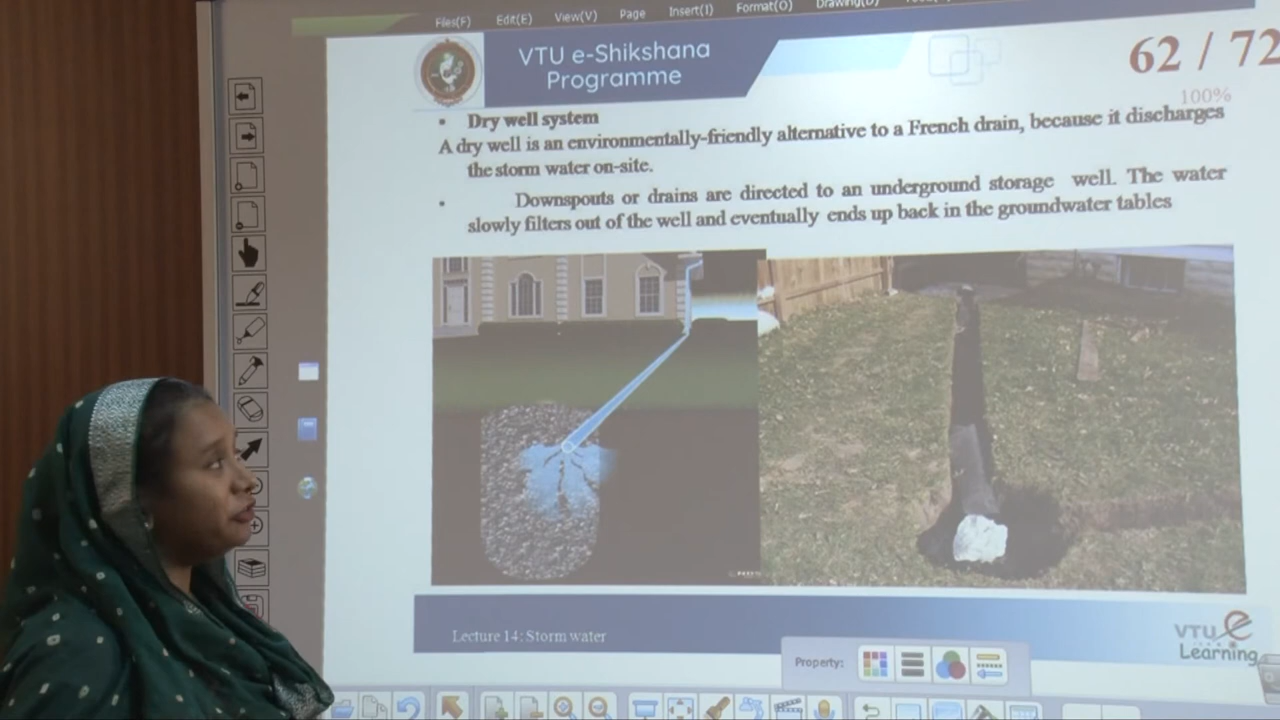 Files(F) Edit(E) View(V) Page Insert(I) Format(O) Drawing(D)
VTU e-Shikshana
Programme
62 / 72
100%
• Dry well system
A dry well is an environmentally-friendly alternative to a French drain, because it discharges
the storm water on-site.
• Downspouts or drains are directed to an underground storage well. The water
slowly filters out of the well and eventually ends up back in the groundwater tables
Lecture 14: Storm water
VTU e
Learning
Property: